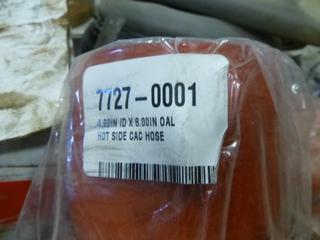 7727-0001
4.00IN ID X 6.00IN OAL
HOT SIDE CAC HOSE